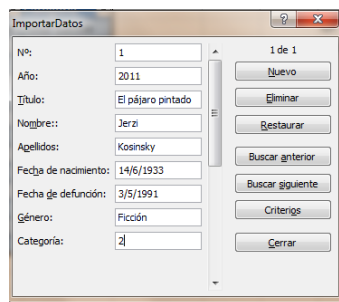 ImportarDatos
Nº: 1
Año: 2011
Título: El pájaro pintado
Nombre:: Jerzi
Apellidos: Kosinsky
Fecha de nacimiento: 14/6/1933
Fecha de defunción: 3/5/1991
Género: Ficción
Categoría: 2
1 de 1
Nuevo
Eliminar
Restaurar
Buscar anterior
Buscar siguiente
Criterios
Cerrar